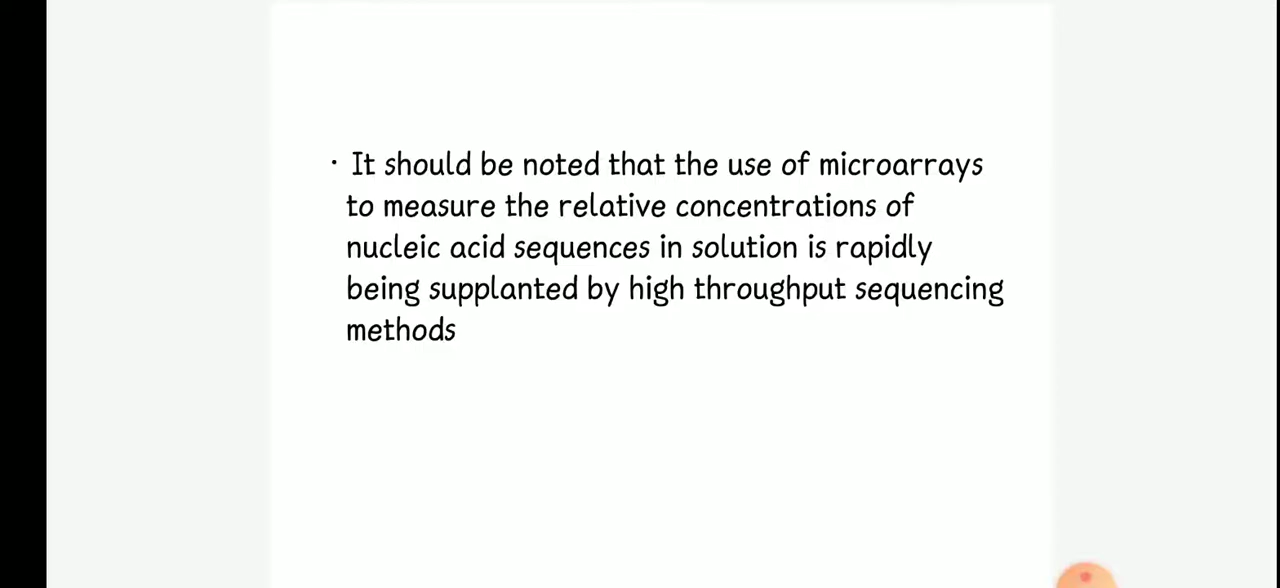 · It should be noted that the use of microarrays
to measure the relative concentrations of
nucleic acid sequences in solution is rapidly
being supplanted by high throughput sequencing
methods